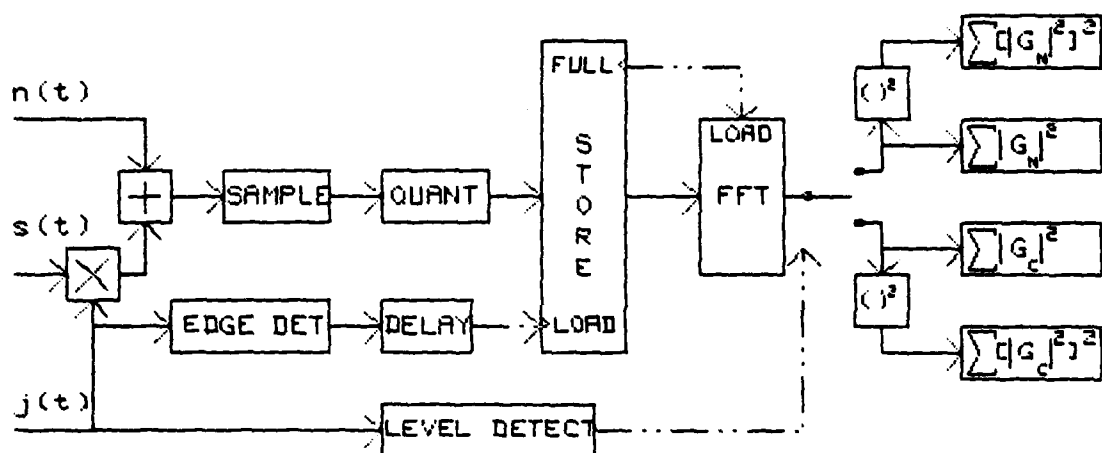 n(t)
s(t)
j(t)
+
×
SAMPLE
QUANT
EDGE DET
DELAY
LEVEL DETECT
FULL
STORE
LOAD
LOAD
FFT
( )²
( )²
∑[|G_N|²]²
∑|G_N|²
∑|G_C|²
∑[|G_C|²]²